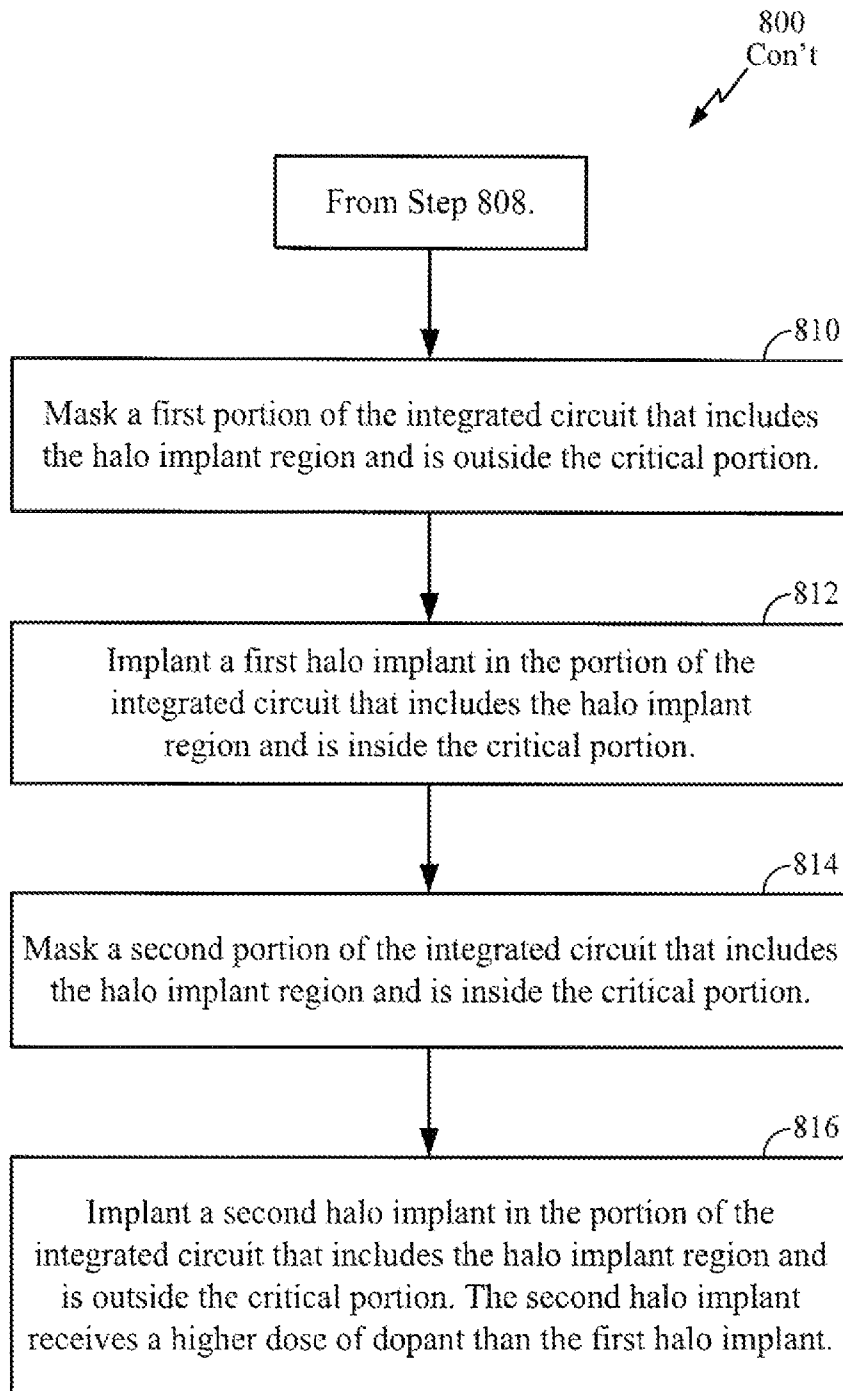 800
Con't
From Step 808.
810
Mask a first portion of the integrated circuit that includes
the halo implant region and is outside the critical portion.
812
Implant a first halo implant in the portion of the
integrated circuit that includes the halo implant
region and is inside the critical portion.
814
Mask a second portion of the integrated circuit that includes
the halo implant region and is inside the critical portion.
816
Implant a second halo implant in the portion of the
integrated circuit that includes the halo implant region and
is outside the critical portion. The second halo implant
receives a higher dose of dopant than the first halo implant.